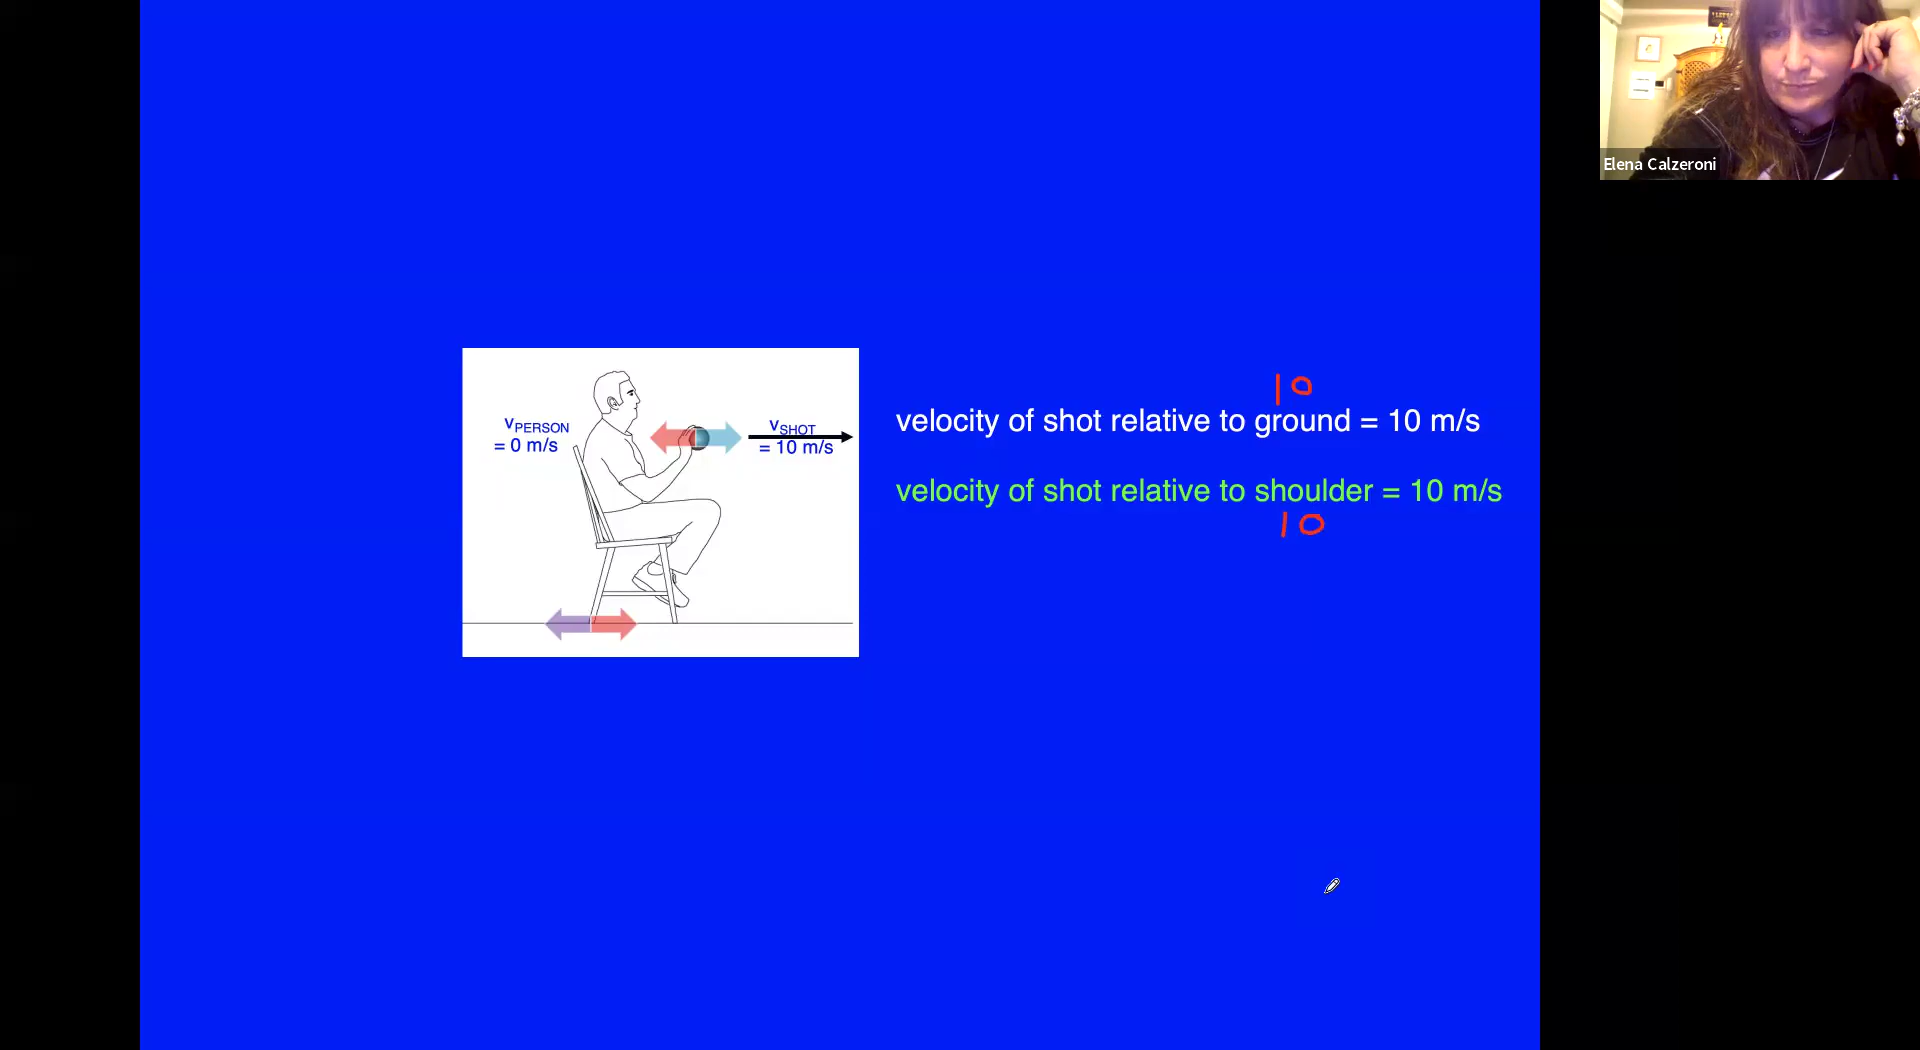 Elena Calzeroni
vPERSON
= 0 m/s
vSHOT
= 10 m/s
10
velocity of shot relative to ground = 10 m/s
velocity of shot relative to shoulder = 10 m/s
10